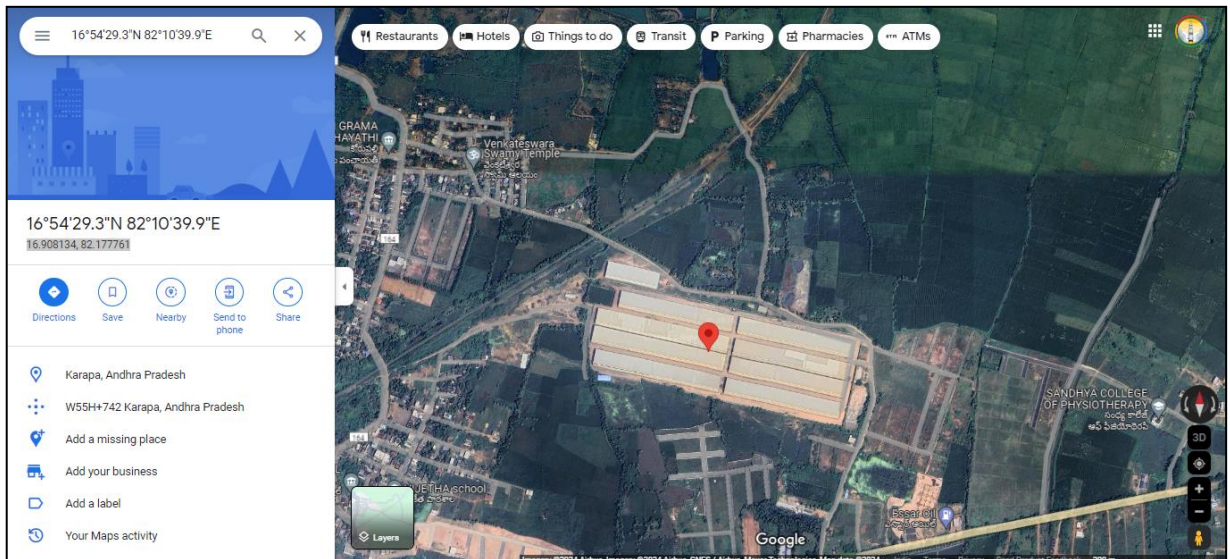 16°54'29.3"N 82°10'39.9"E
Restaurants
Hotels
Things to do
Transit
P Parking
Pharmacies
ATMs
16°54'29.3"N 82°10'39.9"E
16.908134, 82.177761
Directions
Save
Nearby
Send to
phone
Share
Karapa, Andhra Pradesh
W55H+742 Karapa, Andhra Pradesh
Add a missing place
Add your business
Add a label
Your Maps activity
GRAMA
HAYATHI
Venkateswara
Swamy Temple
164
164
SANDHYA COLLEGE
OF PHYSIOTHERAPY
సంధ్య కాలేజ్
ఆఫ్ ఫిజియోథెరపీ
3D
school
Essar Oil
Layers
Google